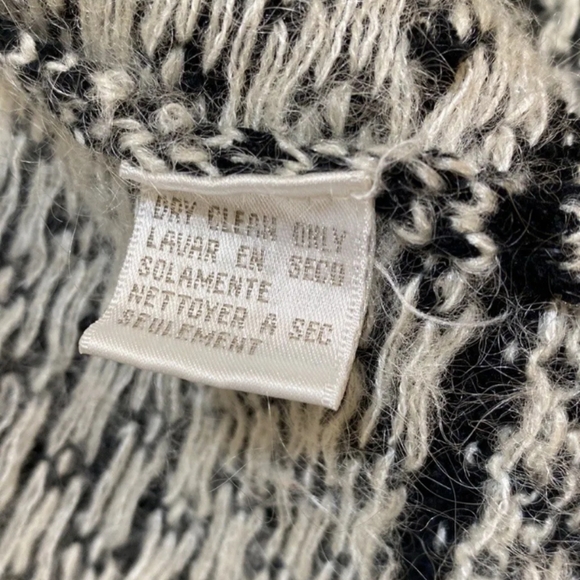 DRY CLEAN ONLY
LAVAR EN SECO
SOLAMENTE
NETTOYER A SEC
SEULEMENT